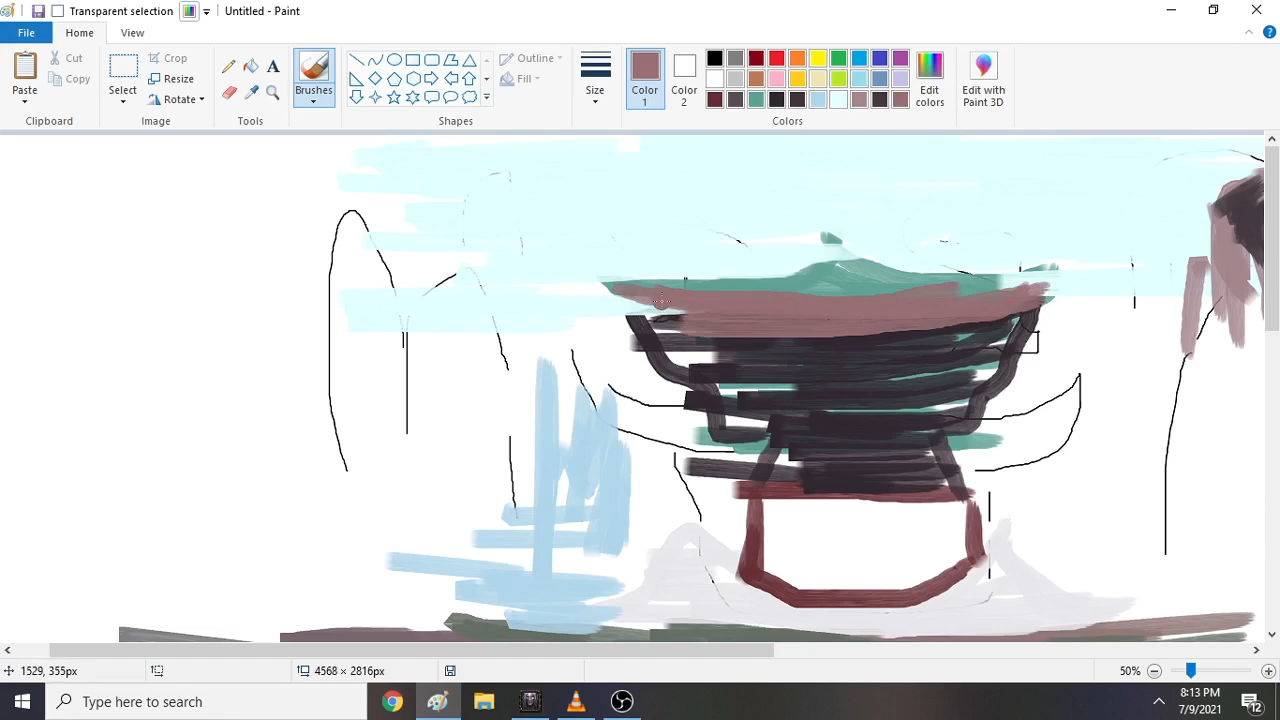 Transparent selection Untitled - Paint
File Home View
Paste Cut Copy Select Crop Resize Rotate Brushes Outline Fill Size Color 1 Color 2 Edit colors Edit with Paint 3D
A
Clipboard Image Tools Shapes Colors
1529, 355px 4568 × 2816px 50%
Type here to search 8:13 PM
7/9/2021 12